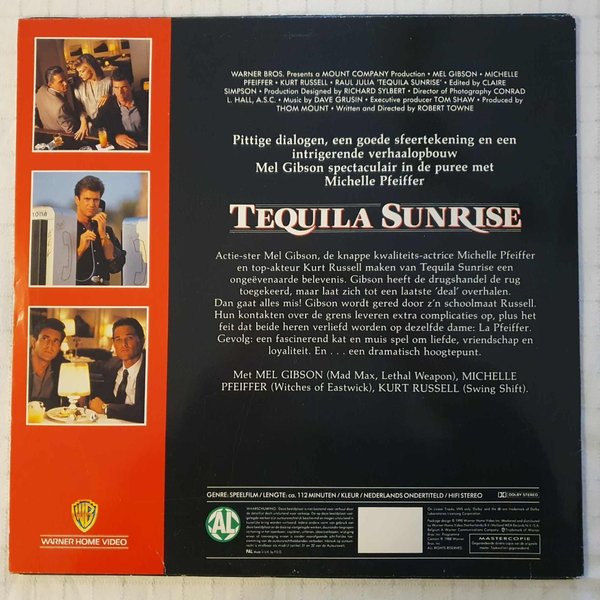 WARNER BROS. Presents a MOUNT COMPANY Production • MEL GIBSON • MICHELLE
PFEIFFER • KURT RUSSELL • RAUL JULIA 'TEQUILA SUNRISE' • Edited by CLAIRE
SIMPSON • Production Designed by RICHARD SYLBERT • Director of Photography CONRAD
L. HALL, A.S.C. • Music by DAVE GRUSIN • Executive producer TOM SHAW • Produced by
THOM MOUNT • Written and Directed by ROBERT TOWNE
Pittige dialogen, een goede sfeertekening en een
intrigerende verhaalopbouw
Mel Gibson spectaculair in de puree met
Michelle Pfeiffer
TEQUILA SUNRISE
Actie-ster Mel Gibson, de knappe kwaliteits-actrice Michelle Pfeiffer
en top-akteur Kurt Russell maken van Tequila Sunrise een
ongeëvenaarde belevenis. Gibson heeft de drugshandel de rug
toegekeerd, maar laat zich tot een laatste 'deal' overhalen.
Dan gaat alles mis! Gibson wordt gered door z'n schoolmaat Russell.
Hun kontakten over de grens leveren extra complicaties op, plus het
feit dat beide heren verliefd worden op dezelfde dame: La Pfeiffer.
Gevolg: een fascinerend kat en muis spel om liefde, vriendschap en
loyaliteit. En . . . een dramatisch hoogtepunt.
Met MEL GIBSON (Mad Max, Lethal Weapon), MICHELLE
PFEIFFER (Witches of Eastwick), KURT RUSSELL (Swing Shift).
GENRE: SPEELFILM / LENGTE: ca. 112 MINUTEN / KLEUR / NEDERLANDS ONDERTITELD / HIFI STEREO
DOLBY STEREO
AL
WAARSCHUWING
NL
ALL RIGHTS RESERVED.
MASTERCOPIE
WB
WARNER HOME VIDEO